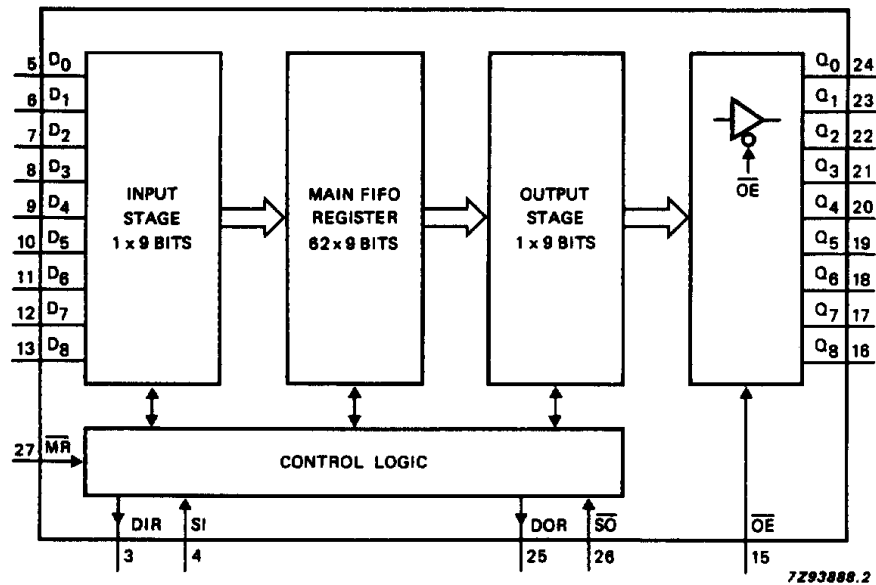 5 D0
6 D1
7 D2
8 D3
9 D4
10 D5
11 D6
12 D7
13 D8
INPUT
STAGE
1 x 9 BITS
MAIN FIFO
REGISTER
62 x 9 BITS
OUTPUT
STAGE
1 x 9 BITS
OE
Q0 24
Q1 23
Q2 22
Q3 21
Q4 20
Q5 19
Q6 18
Q7 17
Q8 16
27 MR
CONTROL LOGIC
DIR SI DOR SO OE
3 4 25 26 15
7Z93888.2